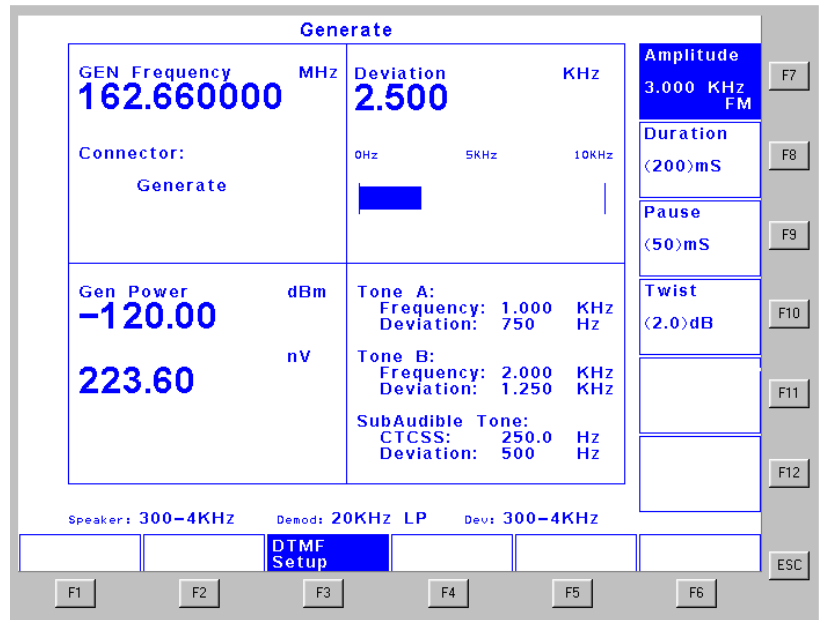 Generate
GEN Frequency MHz
162.660000
Connector:
Generate
Deviation KHz
2.500
0Hz 5KHz 10KHz
Gen Power dBm
−120.00
nV
223.60
Tone A:
Frequency: 1.000 KHz
Deviation: 750 Hz
Tone B:
Frequency: 2.000 KHz
Deviation: 1.250 KHz
SubAudible Tone:
CTCSS: 250.0 Hz
Deviation: 500 Hz
Speaker: 300−4KHz Demod: 20KHz LP Dev: 300−4KHz
Amplitude
3.000 KHz
FM
Duration
(200)mS
Pause
(50)mS
Twist
(2.0)dB
F7
F8
F9
F10
F11
F12
ESC
DTMF
Setup
F1 F2 F3 F4 F5 F6